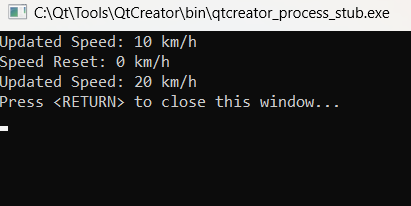 C:\Qt\Tools\QtCreator\bin\qtcreator_process_stub.exe
Updated Speed: 10 km/h
Speed Reset: 0 km/h
Updated Speed: 20 km/h
Press <RETURN> to close this window...